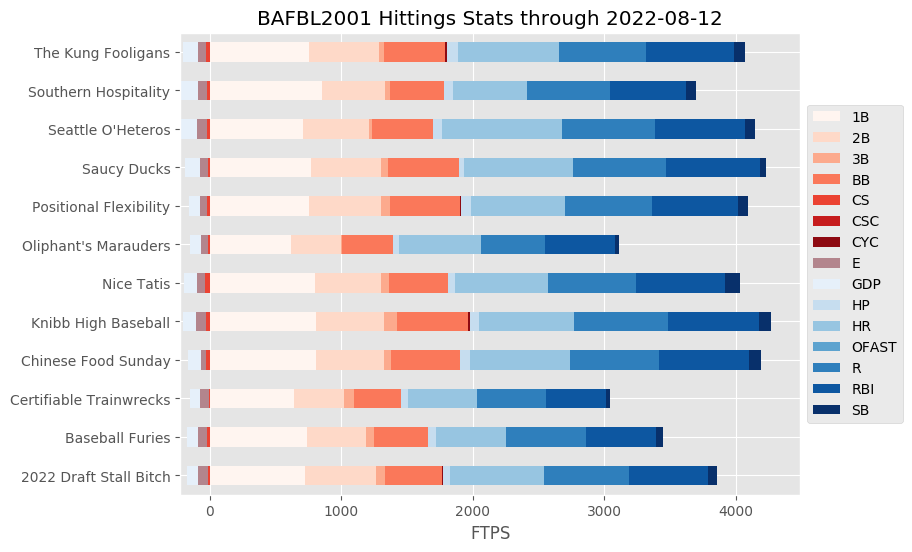 BAFBL2001 Hittings Stats through 2022-08-12
The Kung Fooligans
Southern Hospitality
Seattle O'Heteros
Saucy Ducks
Positional Flexibility
Oliphant's Marauders
Nice Tatis
Knibb High Baseball
Chinese Food Sunday
Certifiable Trainwrecks
Baseball Furies
2022 Draft Stall Bitch
0 1000 2000 3000 4000
FTPS
1B
2B
3B
BB
CS
CSC
CYC
E
GDP
HP
HR
OFAST
R
RBI
SB